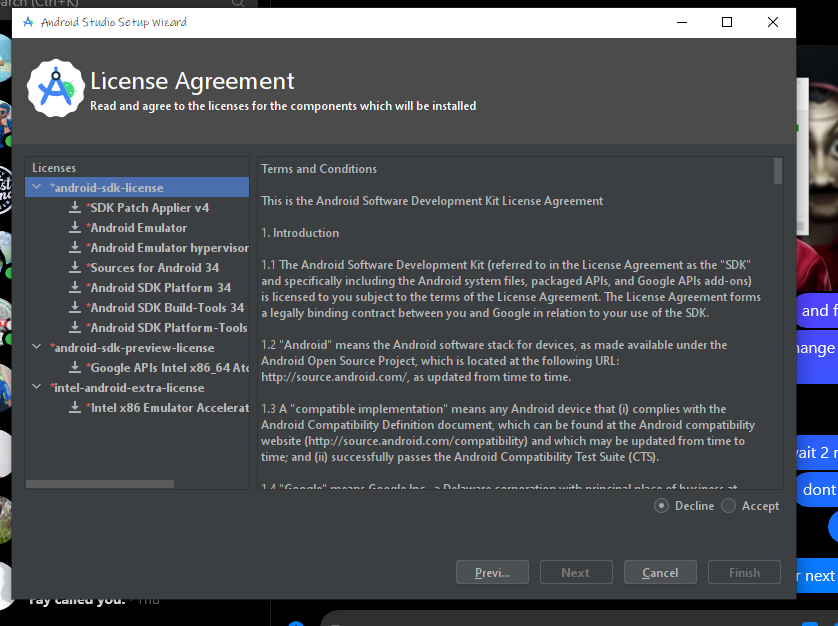 arch (Ctrl+K)
Android Studio Setup Wizard
License Agreement
Read and agree to the licenses for the components which will be installed
Licenses
*android-sdk-license
*SDK Patch Applier v4
*Android Emulator
*Android Emulator hypervisor
*Sources for Android 34
*Android SDK Platform 34
*Android SDK Build-Tools 34
*Android SDK Platform-Tools
*android-sdk-preview-license
*Google APIs Intel x86_64 Ato
*intel-android-extra-license
*Intel x86 Emulator Accelerat
Terms and Conditions
This is the Android Software Development Kit License Agreement
1. Introduction
1.1 The Android Software Development Kit (referred to in the License Agreement as the "SDK"
and specifically including the Android system files, packaged APIs, and Google APIs add-ons)
is licensed to you subject to the terms of the License Agreement. The License Agreement forms
a legally binding contract between you and Google in relation to your use of the SDK.
1.2 "Android" means the Android software stack for devices, as made available under the
Android Open Source Project, which is located at the following URL:
http://source.android.com/, as updated from time to time.
1.3 A "compatible implementation" means any Android device that (i) complies with the
Android Compatibility Definition document, which can be found at the Android compatibility
website (http://source.android.com/compatibility) and which may be updated from time to
time; and (ii) successfully passes the Android Compatibility Test Suite (CTS).
1.4 "Google" means Google Inc., a Delaware corporation with principal place of business at
Decline
Accept
Previ...
Next
Cancel
Finish
and f
hange
ait 2
dont
r next
called you. · Thu